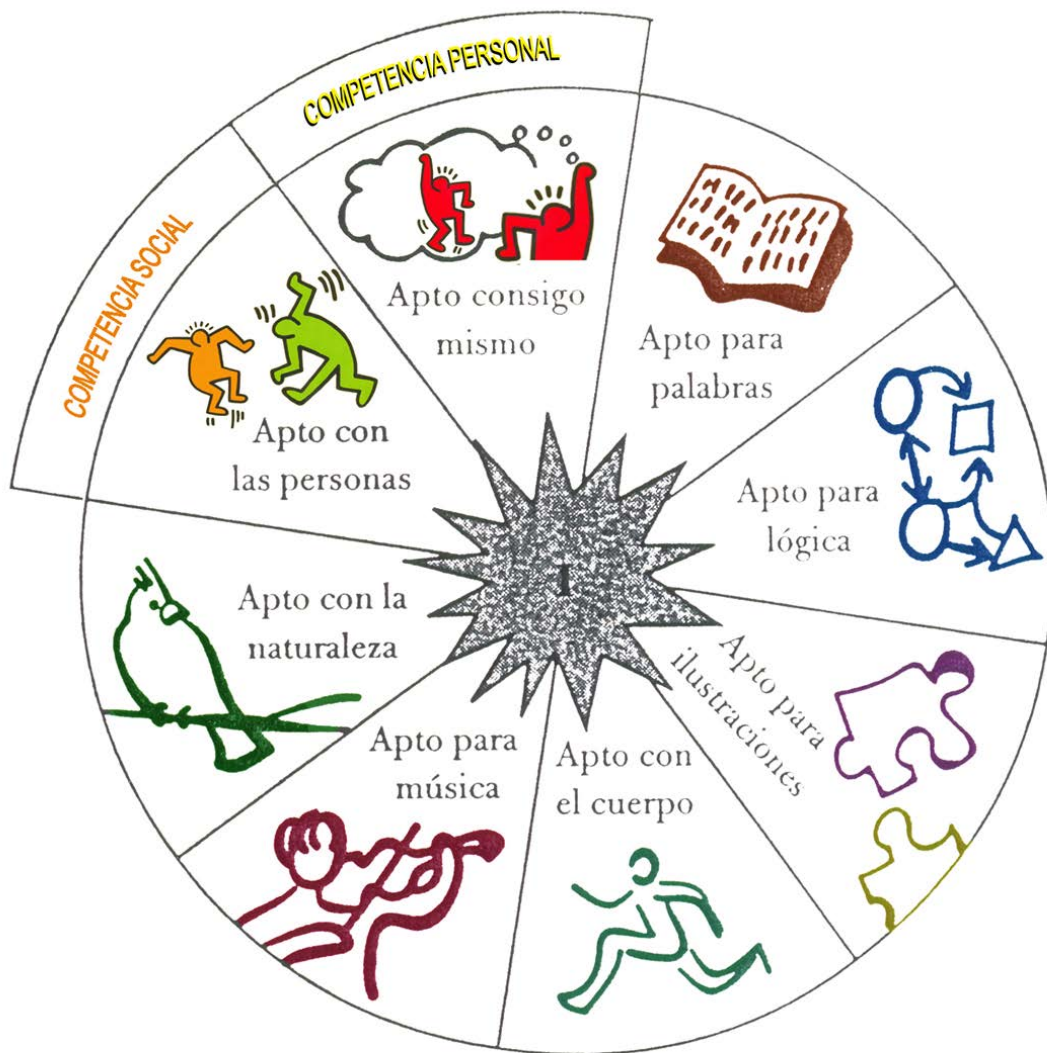 COMPETENCIA PERSONAL
COMPETENCIA SOCIAL
Apto consigo
mismo
Apto para
palabras
Apto para
lógica
Apto para
ilustraciones
Apto con
el cuerpo
Apto para
música
Apto con la
naturaleza
Apto con
las personas
I